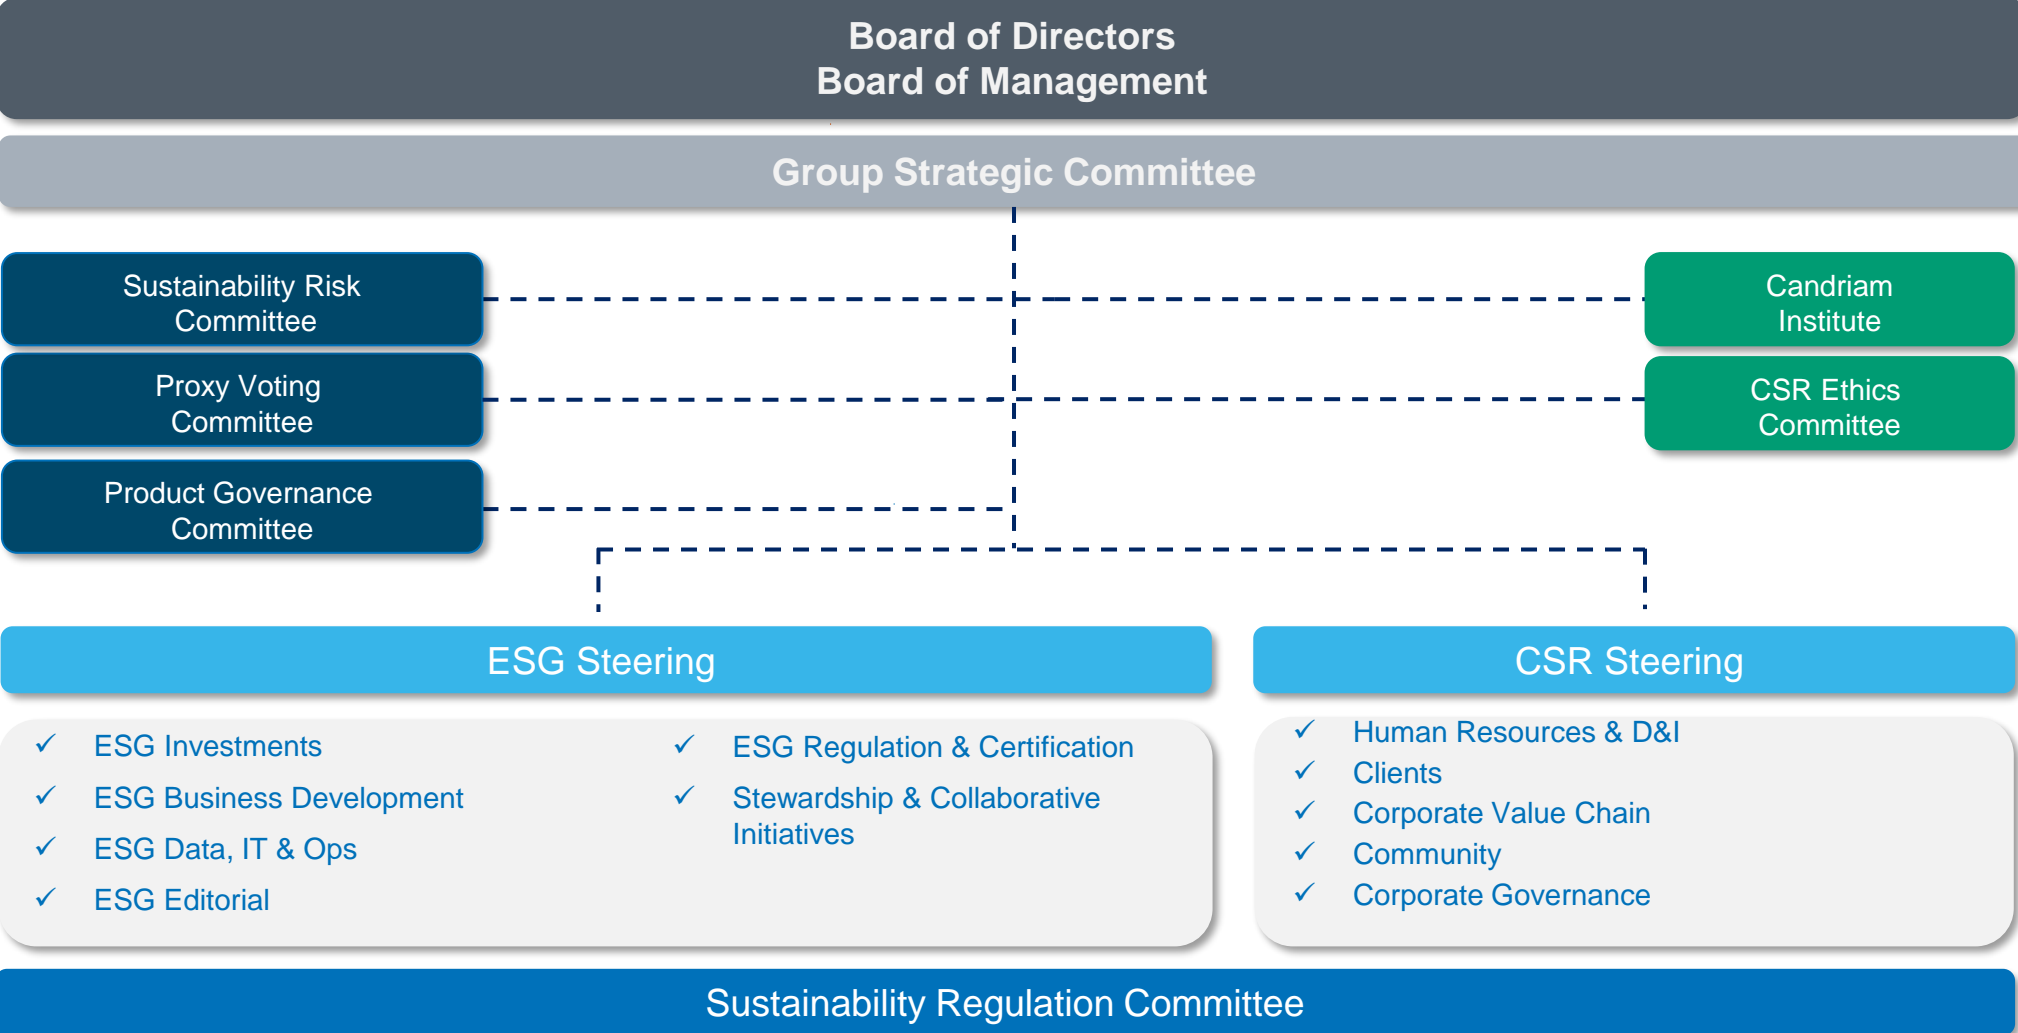 Board of Directors
Board of Management
Group Strategic Committee
Sustainability Risk
Committee
Candriam
Institute
Proxy Voting
Committee
CSR Ethics
Committee
Product Governance
Committee
ESG Steering
CSR Steering
✓ ESG Investments
✓ ESG Business Development
✓ ESG Data, IT & Ops
✓ ESG Editorial
✓ ESG Regulation & Certification
✓ Stewardship & Collaborative
Initiatives
✓ Human Resources & D&I
✓ Clients
✓ Corporate Value Chain
✓ Community
✓ Corporate Governance
Sustainability Regulation Committee